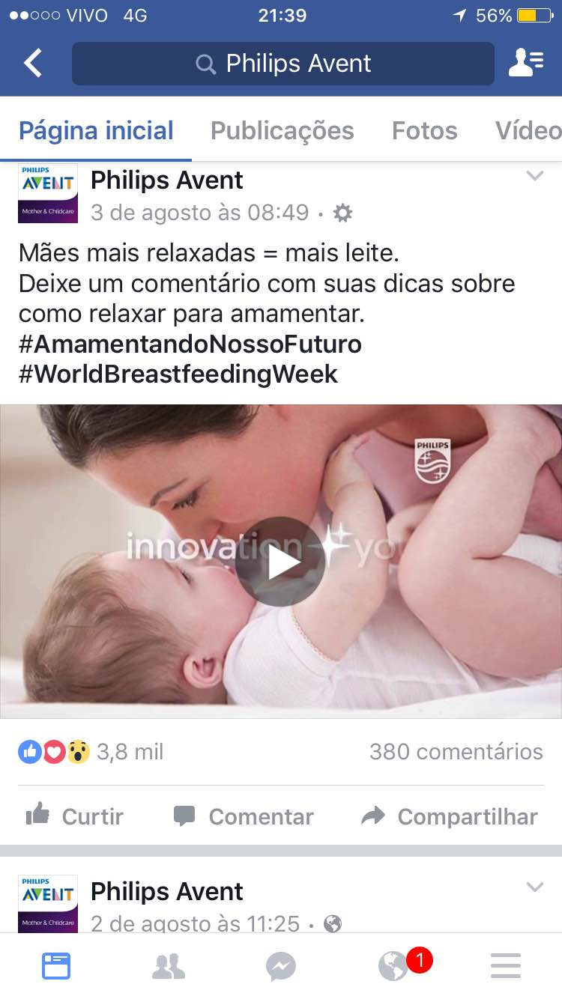 VIVO 4G 21:39 56%
Philips Avent
Página inicial Publicações Fotos Vídeo
PHILIPS
AVENT
Mother & Childcare
Philips Avent
3 de agosto às 08:49
Mães mais relaxadas = mais leite.
Deixe um comentário com suas dicas sobre
como relaxar para amamentar.
#AmamentandoNossoFuturo
#WorldBreastfeedingWeek
PHILIPS
innovation yo
3,8 mil 380 comentários
Curtir Comentar Compartilhar
PHILIPS
AVENT
Mother & Childcare
Philips Avent
2 de agosto às 11:25
1